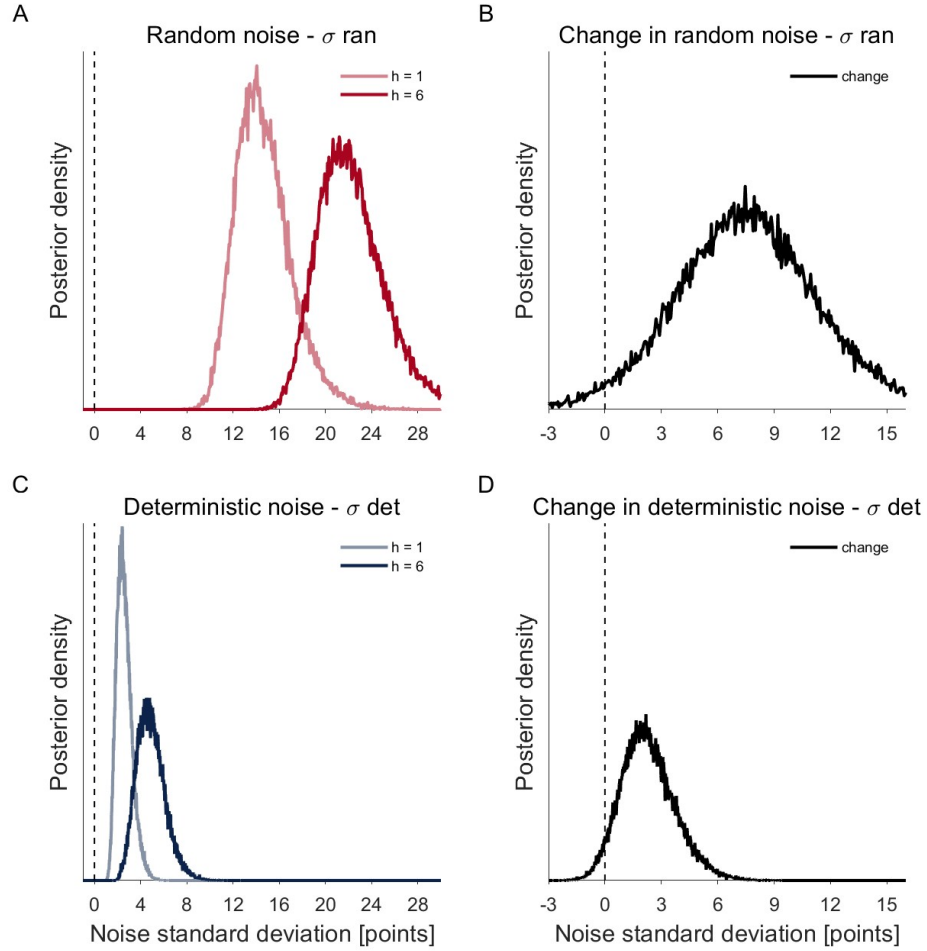 A
Random noise - σ ran
h = 1
h = 6
Posterior density
0 4 8 12 16 20 24 28
B
Change in random noise - σ ran
change
Posterior density
-3 0 3 6 9 12 15
C
Deterministic noise - σ det
h = 1
h = 6
Posterior density
0 4 8 12 16 20 24 28
Noise standard deviation [points]
D
Change in deterministic noise - σ det
change
Posterior density
-3 0 3 6 9 12 15
Noise standard deviation [points]